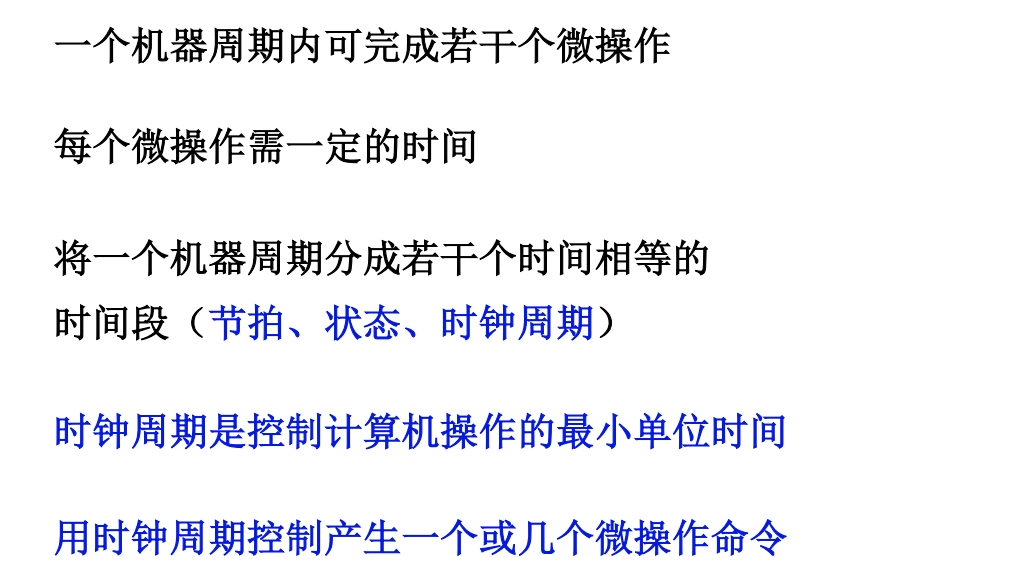 一个机器周期内可完成若干个微操作
每个微操作需一定的时间
将一个机器周期分成若干个时间相等的
时间段（节拍、状态、时钟周期）
时钟周期是控制计算机操作的最小单位时间
用时钟周期控制产生一个或几个微操作命令